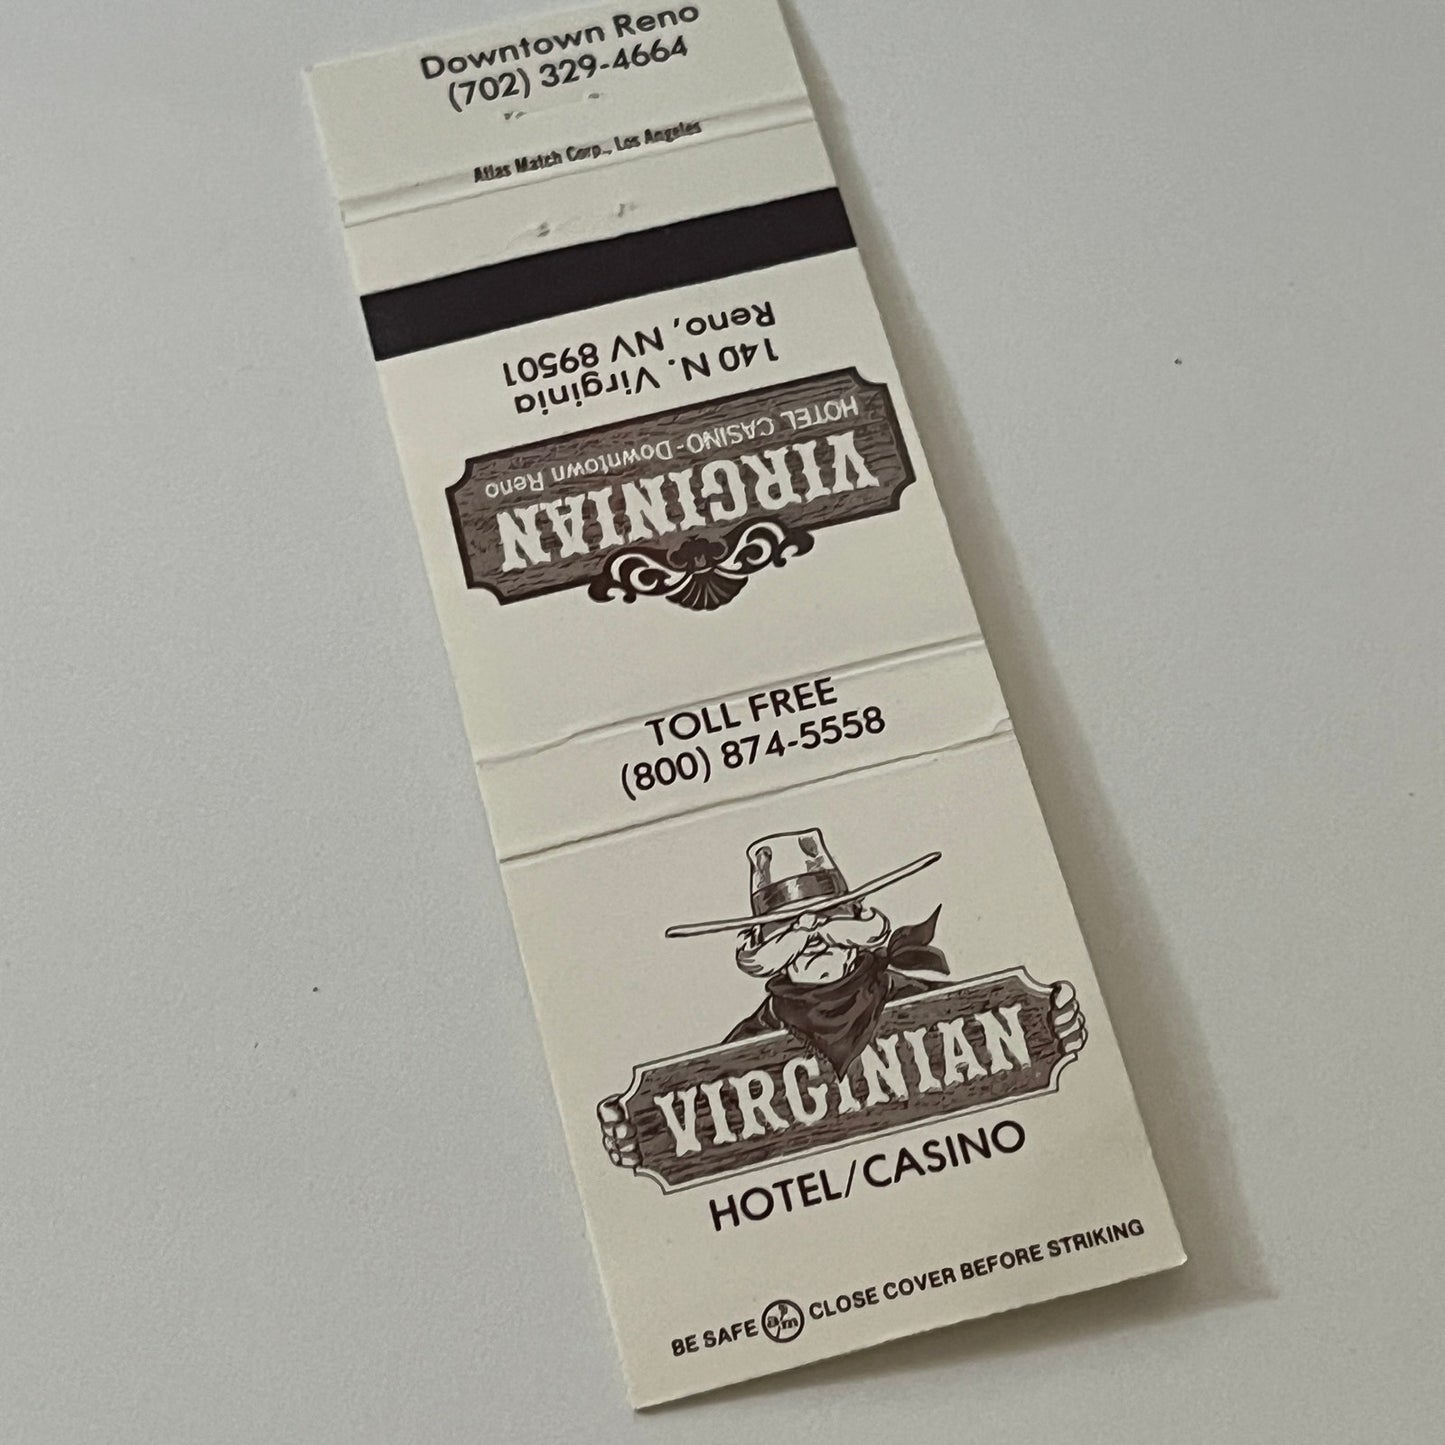 Downtown Reno
(702) 329-4664
Atlas Match Corp., Los Angeles
VIRGINIAN
HOTEL CASINO-Downtown Reno
140 N. Virginia
Reno, NV 89501
TOLL FREE
(800) 874-5558
VIRGINIAN
HOTEL/CASINO
BE SAFE a/m CLOSE COVER BEFORE STRIKING